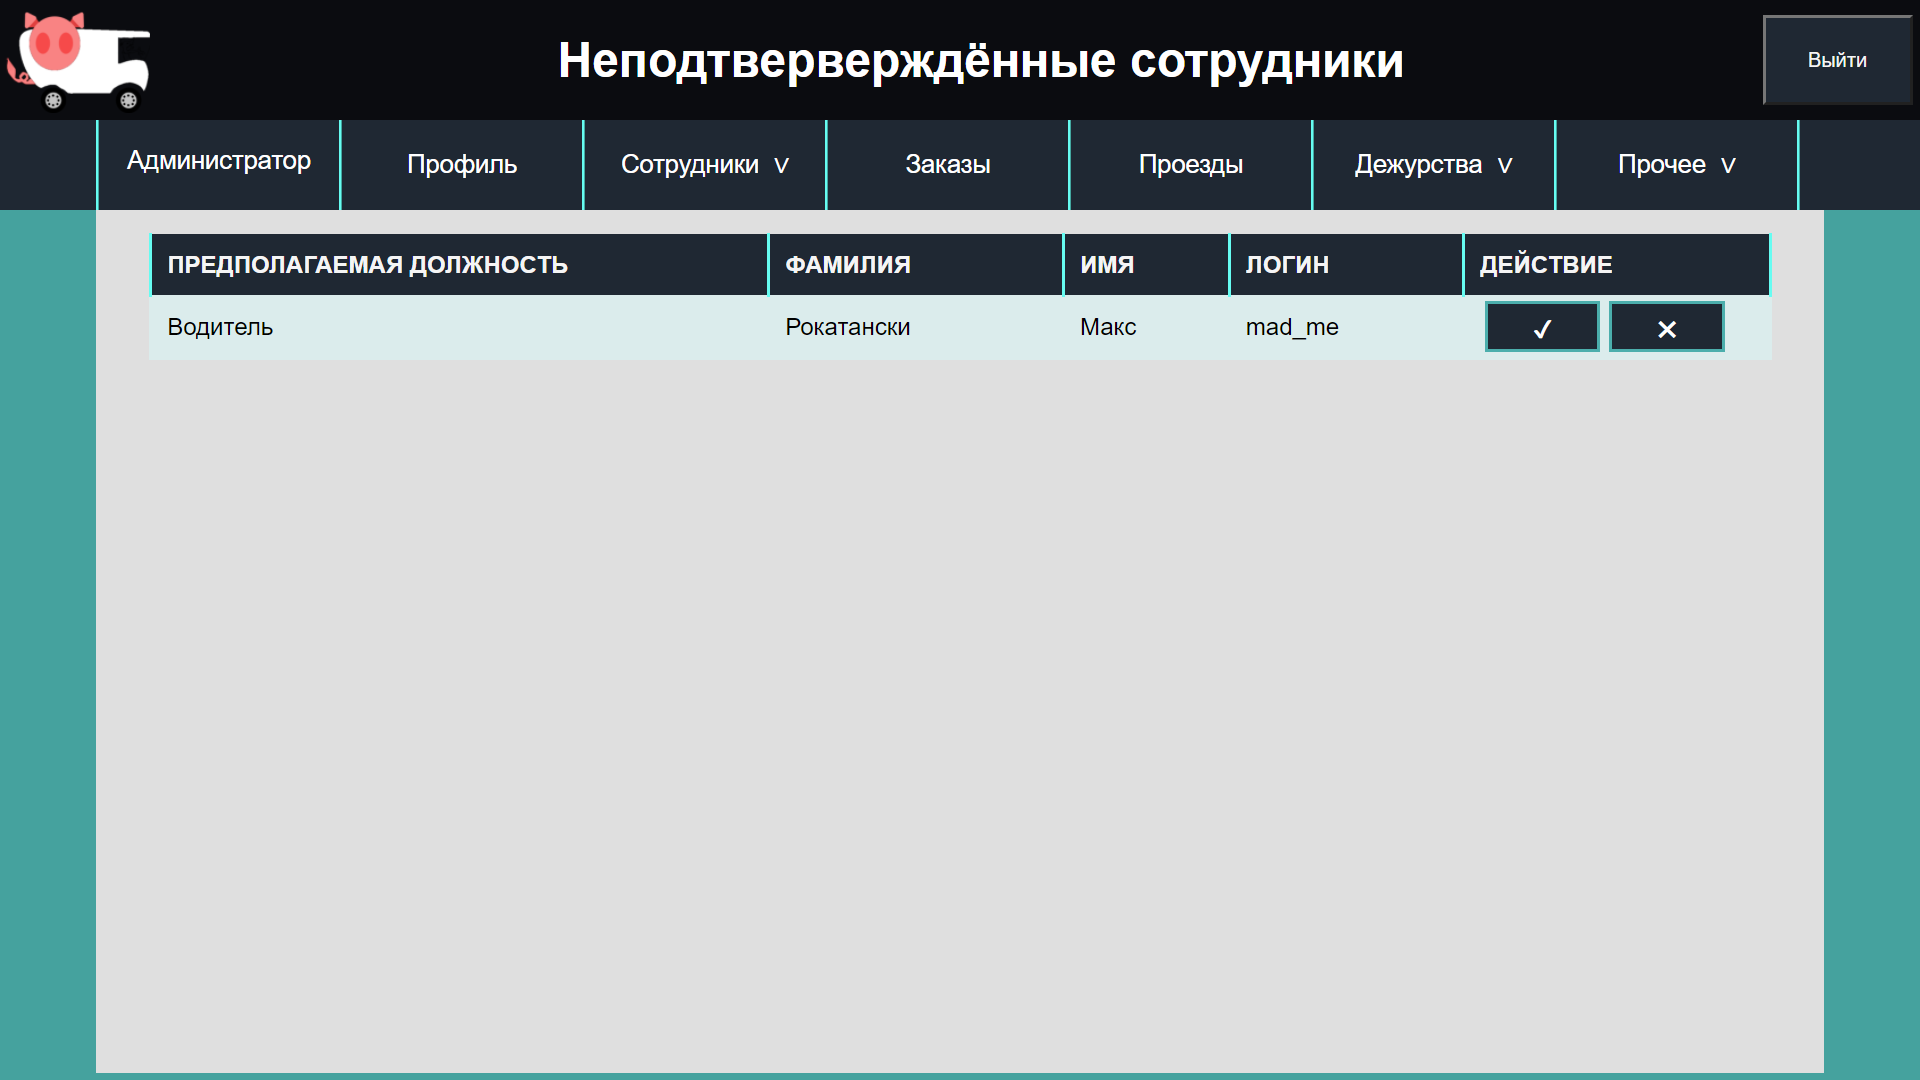 Неподтверверждённые сотрудники
Выйти
Администратор Профиль Сотрудники V Заказы Проезды Дежурства V Прочее V
ПРЕДПОЛАГАЕМАЯ ДОЛЖНОСТЬ ФАМИЛИЯ ИМЯ ЛОГИН ДЕЙСТВИЕ
Водитель Рокатански Макс mad_me ✓ ✕